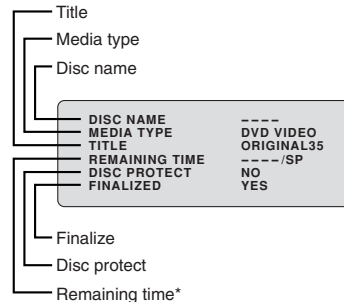 Title
Media type
Disc name
DISC NAME ----
MEDIA TYPE DVD VIDEO
TITLE ORIGINAL35
REMAINING TIME ----/SP
DISC PROTECT NO
FINALIZED YES
Finalize
Disc protect
Remaining time*